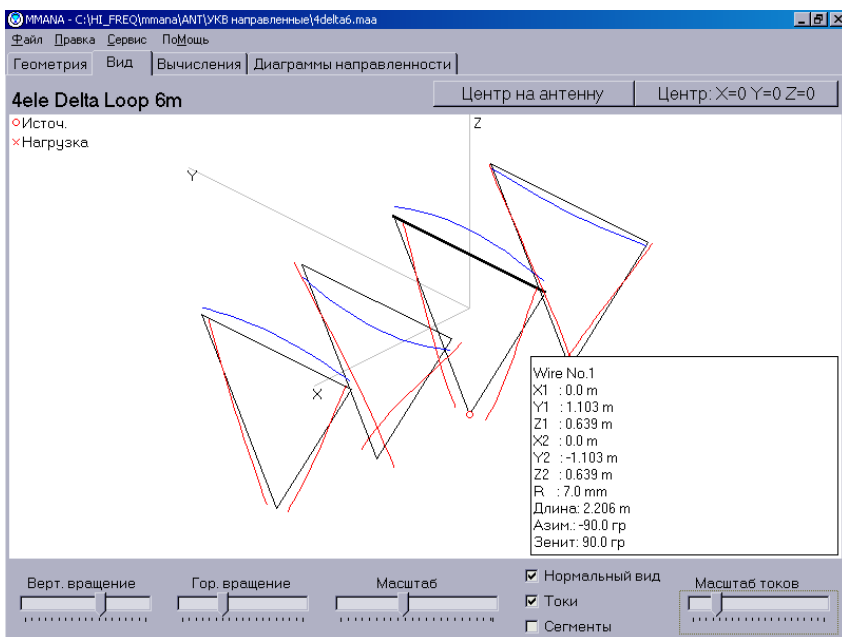 MMANA - C:\HI_FREQ\mmana\ANT\УКВ направленные\4delta6.maa
Файл Правка Сервис ПоМощь
Геометрия Вид Вычисления Диаграммы направленности
4ele Delta Loop 6m
Центр на антенну Центр: X=0 Y=0 Z=0
Источ.
Нагрузка
Z
Y
X
Wire No.1
X1 : 0.0 m
Y1 : 1.103 m
Z1 : 0.639 m
X2 : 0.0 m
Y2 : -1.103 m
Z2 : 0.639 m
R : 7.0 mm
Длина: 2.206 m
Азим.: -90.0 гр
Зенит: 90.0 гр
Верт. вращение Гор. вращение Масштаб
Нормальный вид
Токи
Сегменты
Масштаб токов